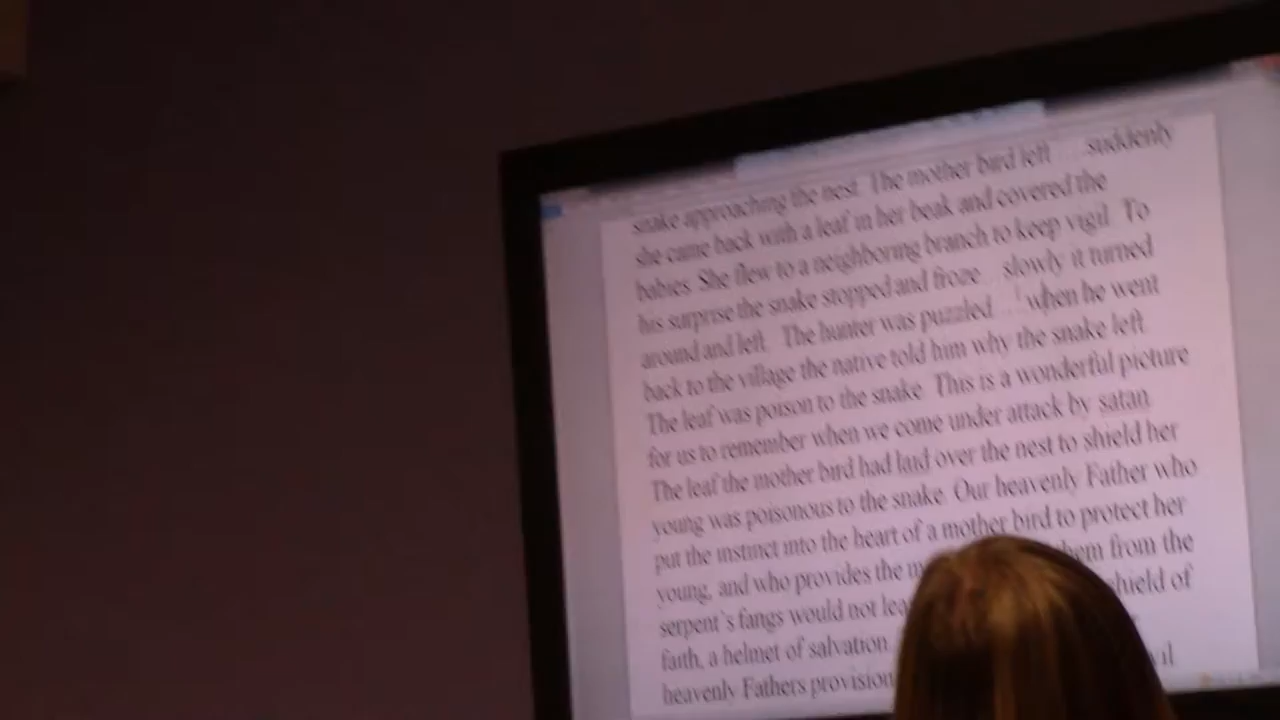 snake approaching the nest. The mother bird left ... suddenly
she came back with a leaf in her beak and covered the
babies. She flew to a neighboring branch to keep vigil. To
his surprise the snake stopped and froze... slowly it turned
around and left. The hunter was puzzled ... when he went
back to the village the native told him why the snake left
The leaf was poison to the snake. This is a wonderful picture
for us to remember when we come under attack by satan
The leaf the mother bird had laid over the nest to shield her
young was poisonous to the snake. Our heavenly Father who
put the instinct into the heart of a mother bird to protect her
young, and who provides the from the
serpent's fangs would not shield of
faith, a helmet of salvation.
heavenly Fathers provision